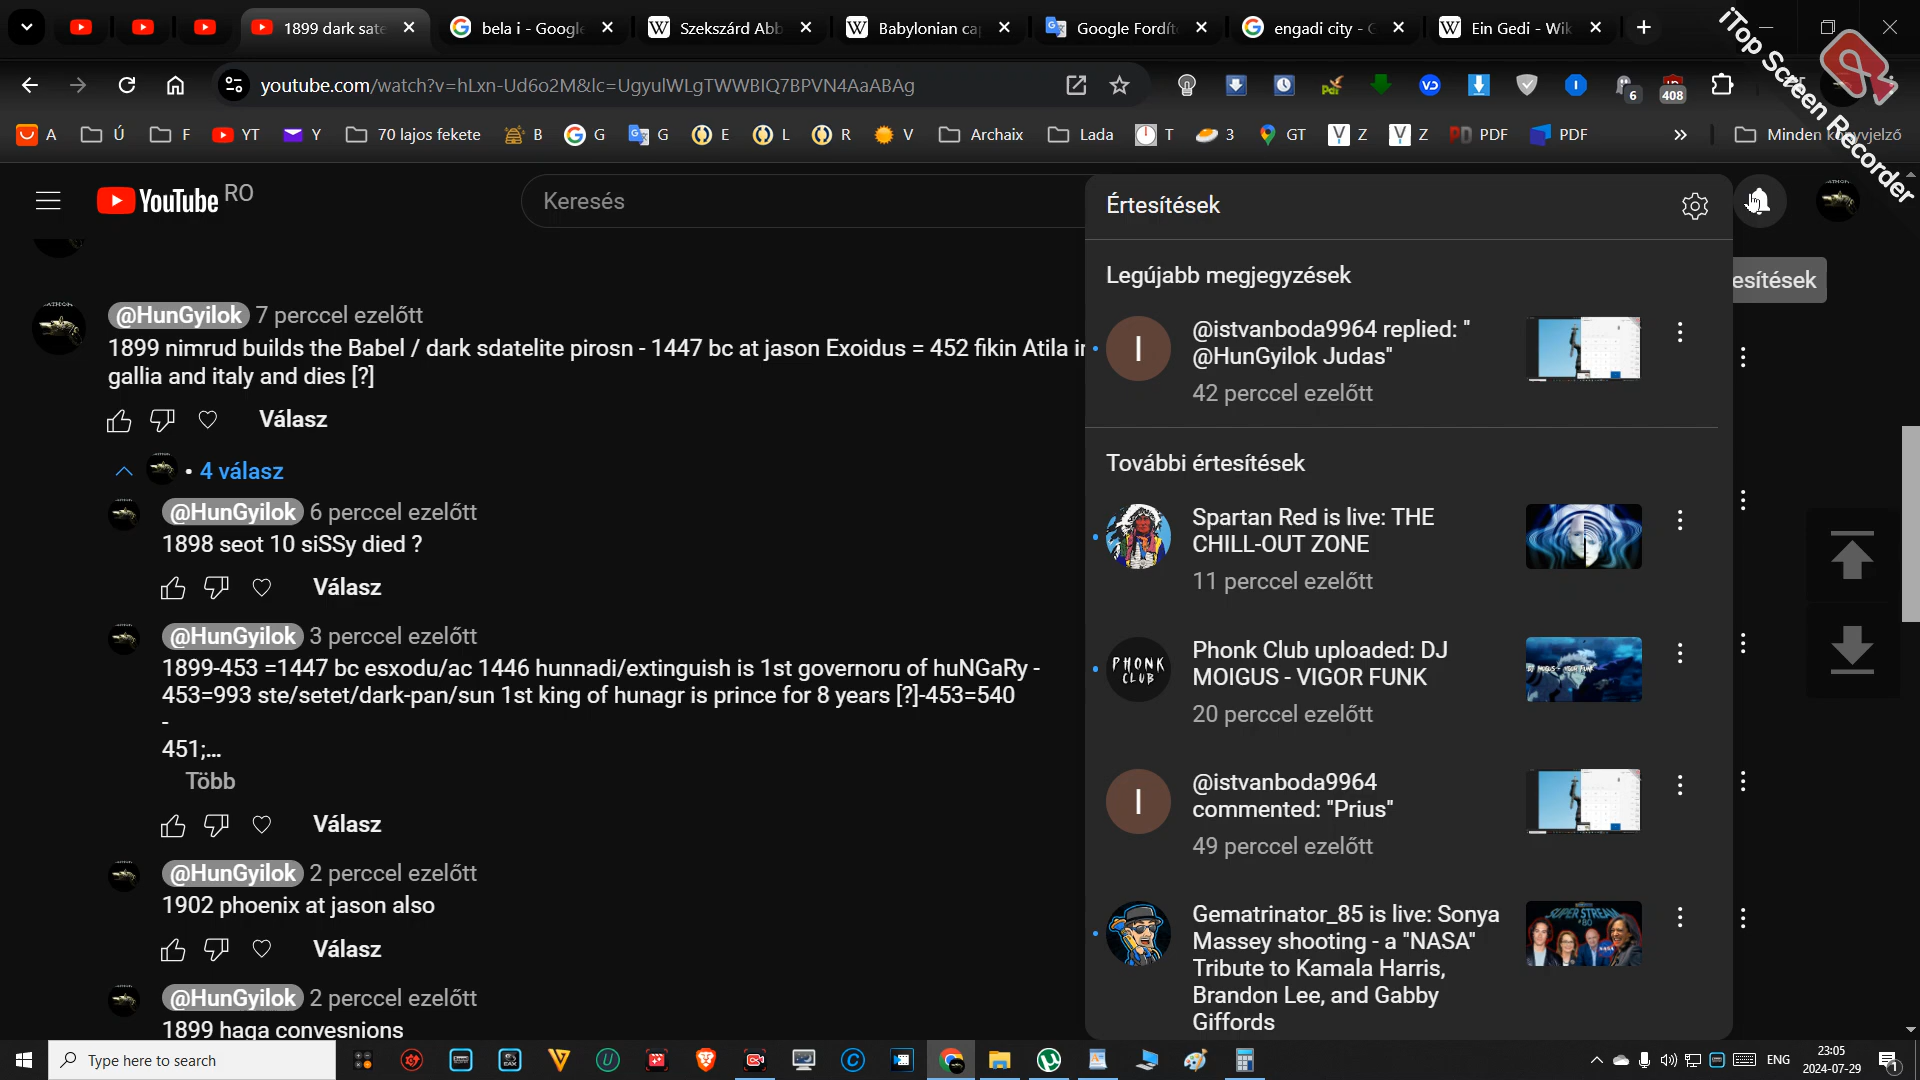 1899 dark sate
bela i - Google
Szekszárd Abb
Babylonian cap
Google Fordít
engadi city - G
Ein Gedi - Wik
iTop Screen Recorder
youtube.com/watch?v=hLxn-Ud6o2M&lc=UgyulWLgTWWBIQ7BPVN4AaABAg
6
408
A
Ú
F
YT
Y
70 lajos fekete
B
G
G
E
L
R
V
Archaix
Lada
T
3
GT
Z
Z
PDF
PDF
»
Minden könyvjelző
YouTube RO
Keresés
Értesítések
esítések
Legújabb megjegyzések
@istvanboda9964 replied: "
@HunGyilok Judas"
42 perccel ezelőtt
További értesítések
Spartan Red is live: THE
CHILL-OUT ZONE
11 perccel ezelőtt
PHONK
CLUB
Phonk Club uploaded: DJ
MOIGUS - VIGOR FUNK
20 perccel ezelőtt
I
@istvanboda9964
commented: "Prius"
49 perccel ezelőtt
Gematrinator_85 is live: Sonya
Massey shooting - a "NASA"
Tribute to Kamala Harris,
Brandon Lee, and Gabby
Giffords
@HunGyilok 7 perccel ezelőtt
1899 nimrud builds the Babel / dark sdatelite pirosn - 1447 bc at jason Exoidus = 452 fikin Atila ir
gallia and italy and dies [?]
Válasz
• 4 válasz
@HunGyilok 6 perccel ezelőtt
1898 seot 10 siSSy died ?
Válasz
@HunGyilok 3 perccel ezelőtt
1899-453 =1447 bc esxodu/ac 1446 hunnadi/extinguish is 1st governoru of huNGaRy -
453=993 ste/setet/dark-pan/sun 1st king of hunagr is prince for 8 years [?]-453=540
-
451;...
Több
Válasz
@HunGyilok 2 perccel ezelőtt
1902 phoenix at jason also
Válasz
@HunGyilok 2 perccel ezelőtt
1899 haga convesnions
Type here to search
ENG
23:05
2024-07-29
1